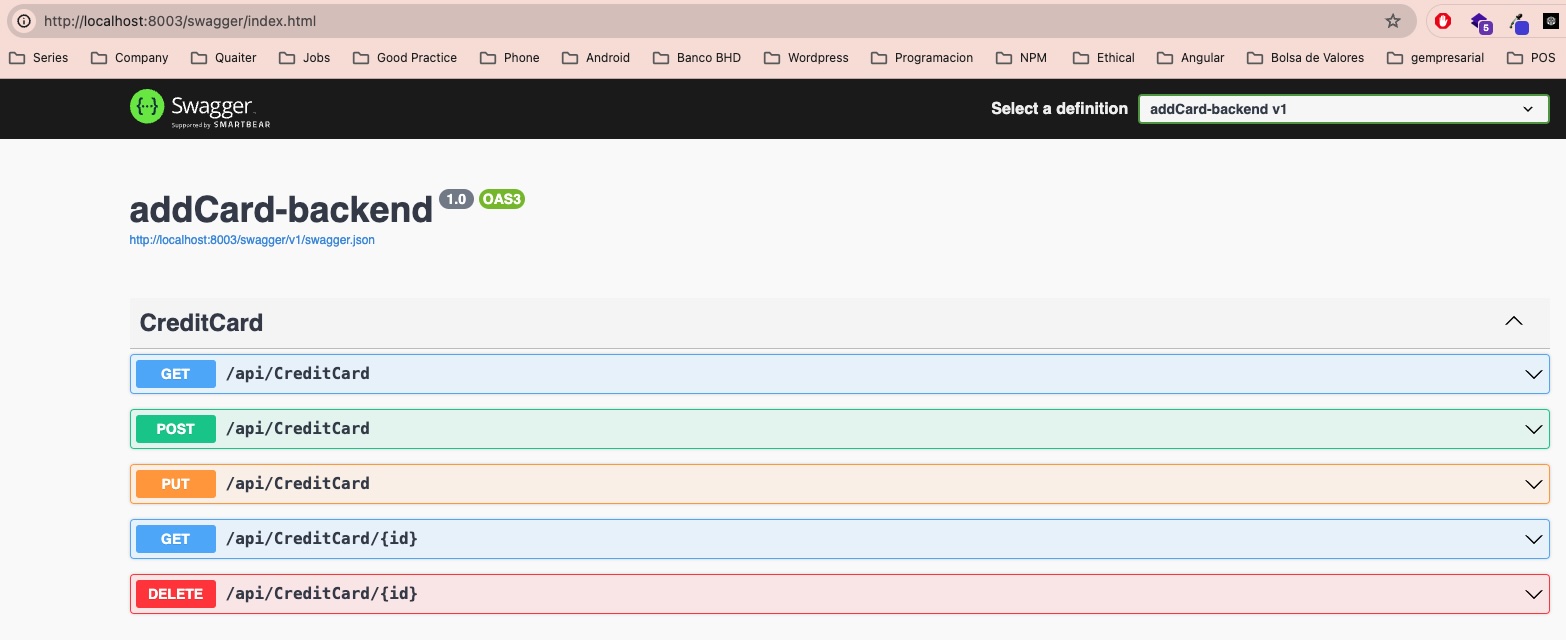 http://localhost:8003/swagger/index.html
5
Series Company Quaiter Jobs Good Practice Phone Android Banco BHD Wordpress Programacion NPM Ethical Angular Bolsa de Valores gempresarial POS
{...} Swagger
Supported by SMARTBEAR
Select a definition addCard-backend v1
addCard-backend 1.0 OAS3
http://localhost:8003/swagger/v1/swagger.json
CreditCard
GET /api/CreditCard
POST /api/CreditCard
PUT /api/CreditCard
GET /api/CreditCard/{id}
DELETE /api/CreditCard/{id}